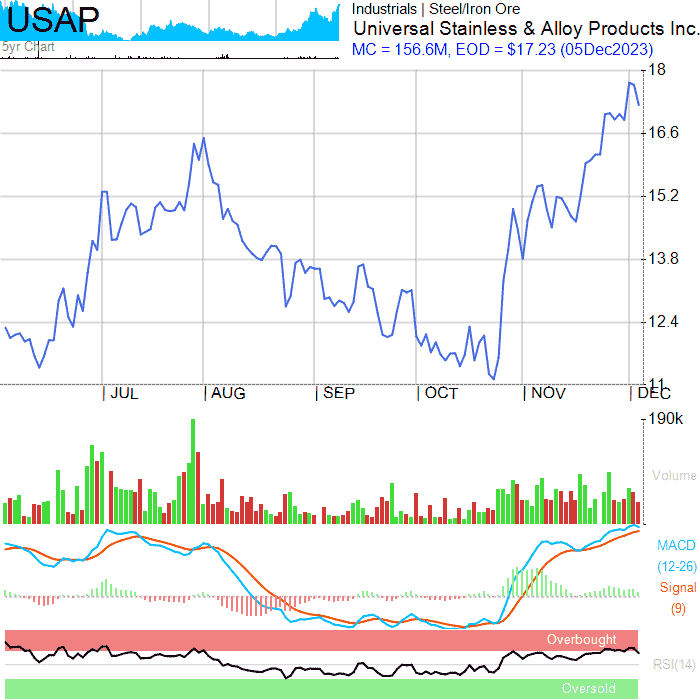 USAP
5yr Chart
Industrials | Steel/Iron Ore
Universal Stainless & Alloy Products Inc.
MC = 156.6M, EOD = $17.23 (05Dec2023)
18
16.6
15.2
13.8
12.4
11
JUL AUG SEP OCT NOV DEC
190k
Volume
MACD
(12-26)
Signal
(9)
Overbought
RSI(14)
Oversold